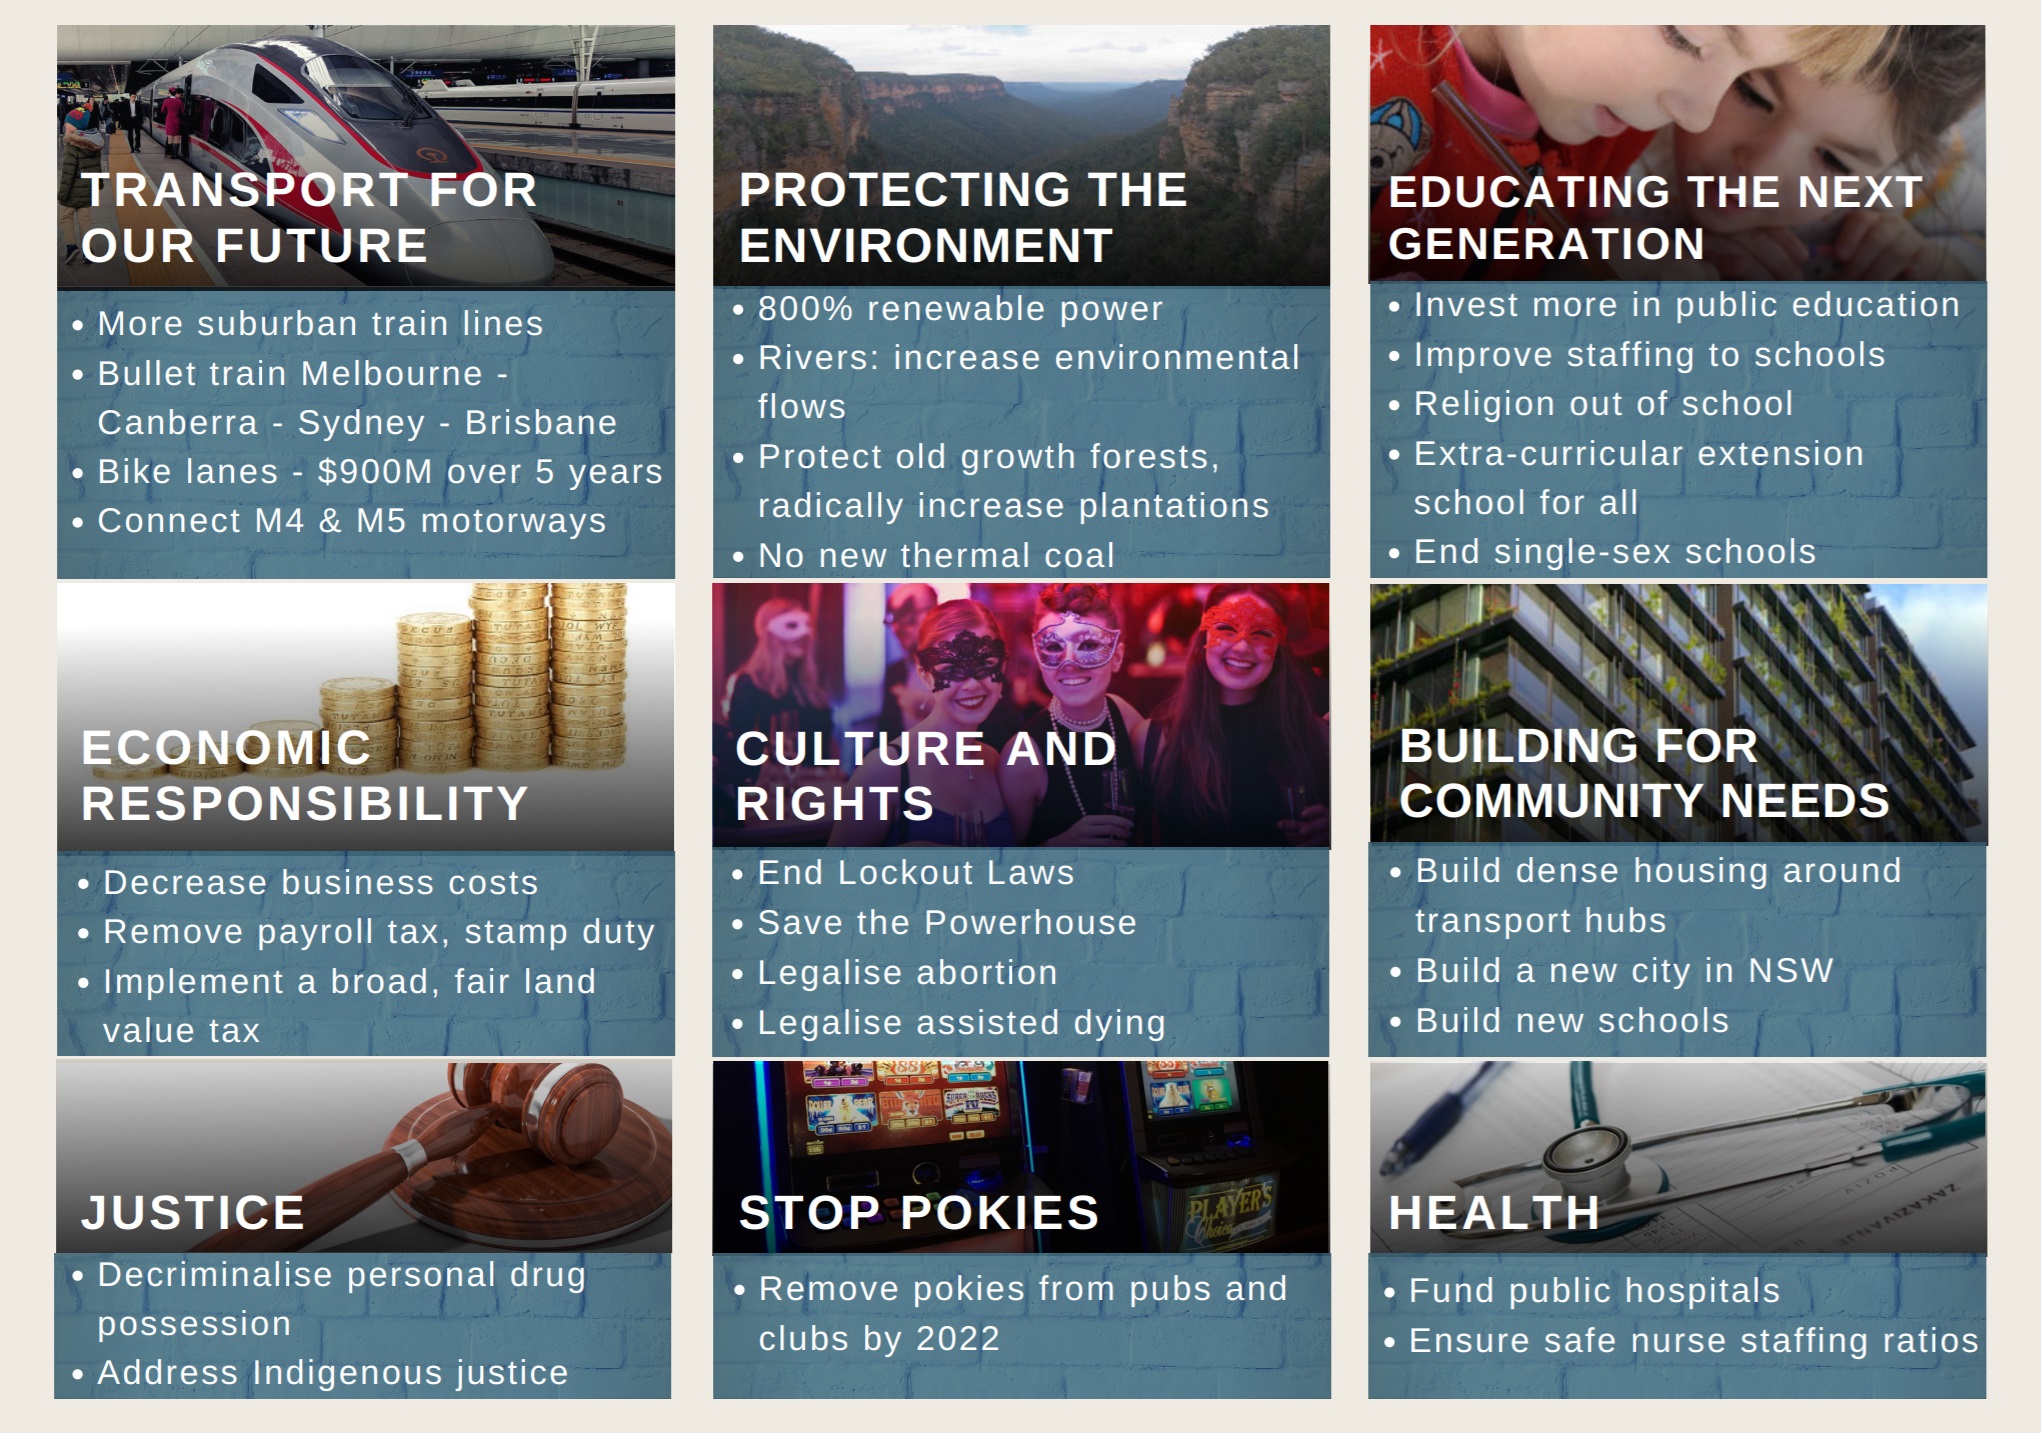 TRANSPORT FOR
OUR FUTURE
• More suburban train lines
• Bullet train Melbourne -
Canberra - Sydney - Brisbane
• Bike lanes - $900M over 5 years
• Connect M4 & M5 motorways
PROTECTING THE
ENVIRONMENT
• 800% renewable power
• Rivers: increase environmental
flows
• Protect old growth forests,
radically increase plantations
• No new thermal coal
EDUCATING THE NEXT
GENERATION
• Invest more in public education
• Improve staffing to schools
• Religion out of school
• Extra-curricular extension
school for all
• End single-sex schools
ECONOMIC
RESPONSIBILITY
• Decrease business costs
• Remove payroll tax, stamp duty
• Implement a broad, fair land
value tax
CULTURE AND
RIGHTS
• End Lockout Laws
• Save the Powerhouse
• Legalise abortion
• Legalise assisted dying
BUILDING FOR
COMMUNITY NEEDS
• Build dense housing around
transport hubs
• Build a new city in NSW
• Build new schools
JUSTICE
• Decriminalise personal drug
possession
• Address Indigenous justice
STOP POKIES
PLAYER'S
Choice
• Remove pokies from pubs and
clubs by 2022
HEALTH
• Fund public hospitals
• Ensure safe nurse staffing ratios